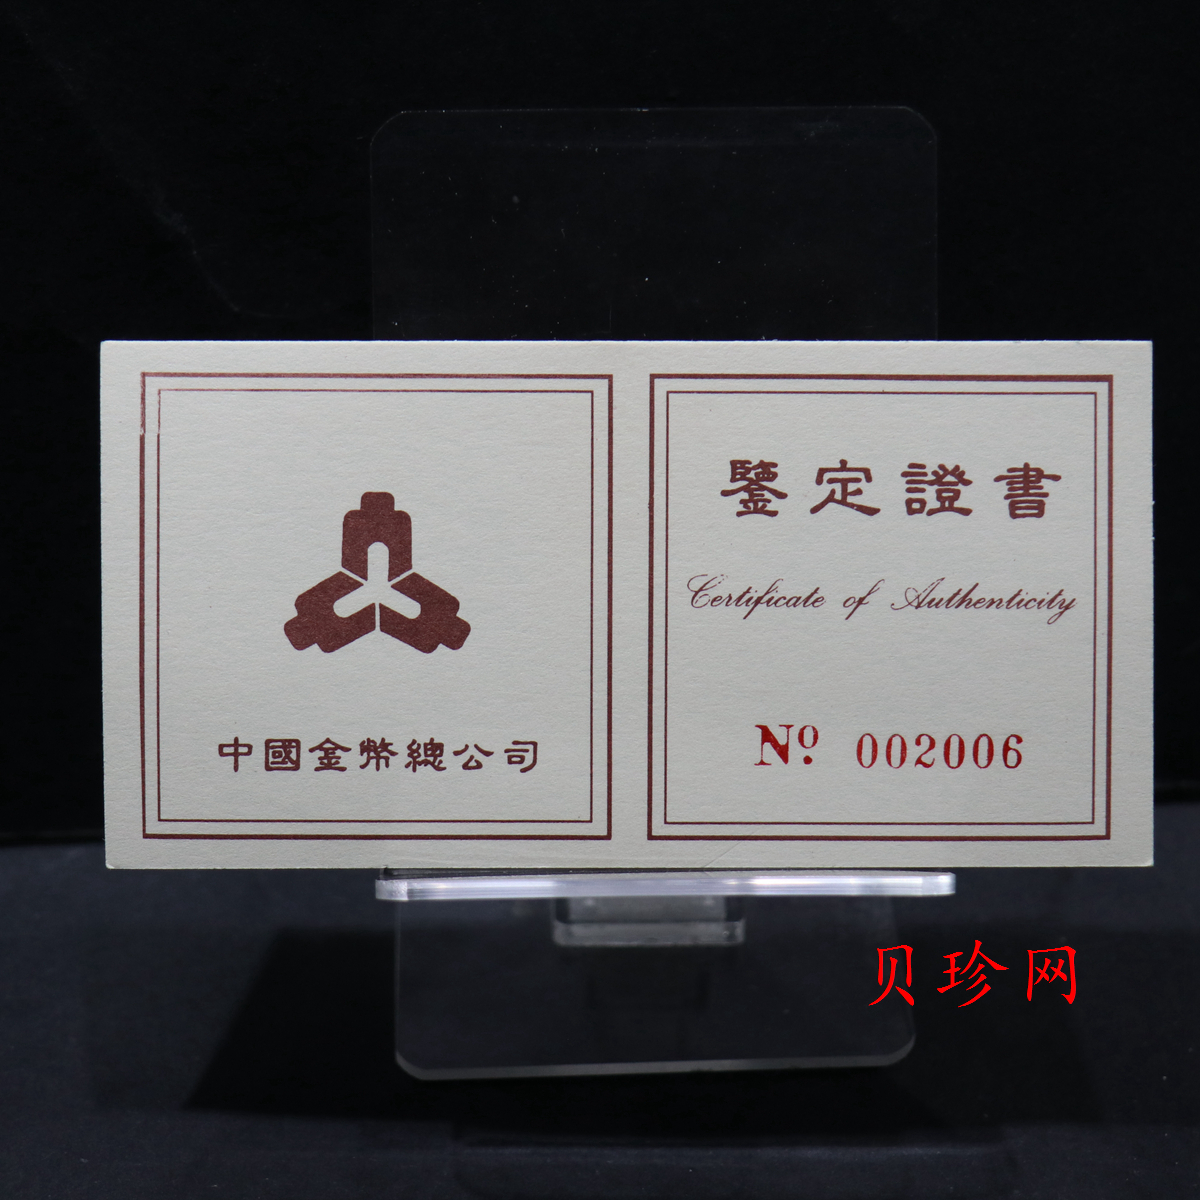 中國金幣總公司
鑒定證書
Certificate of Authenticity
Nº 002006
贝珍网